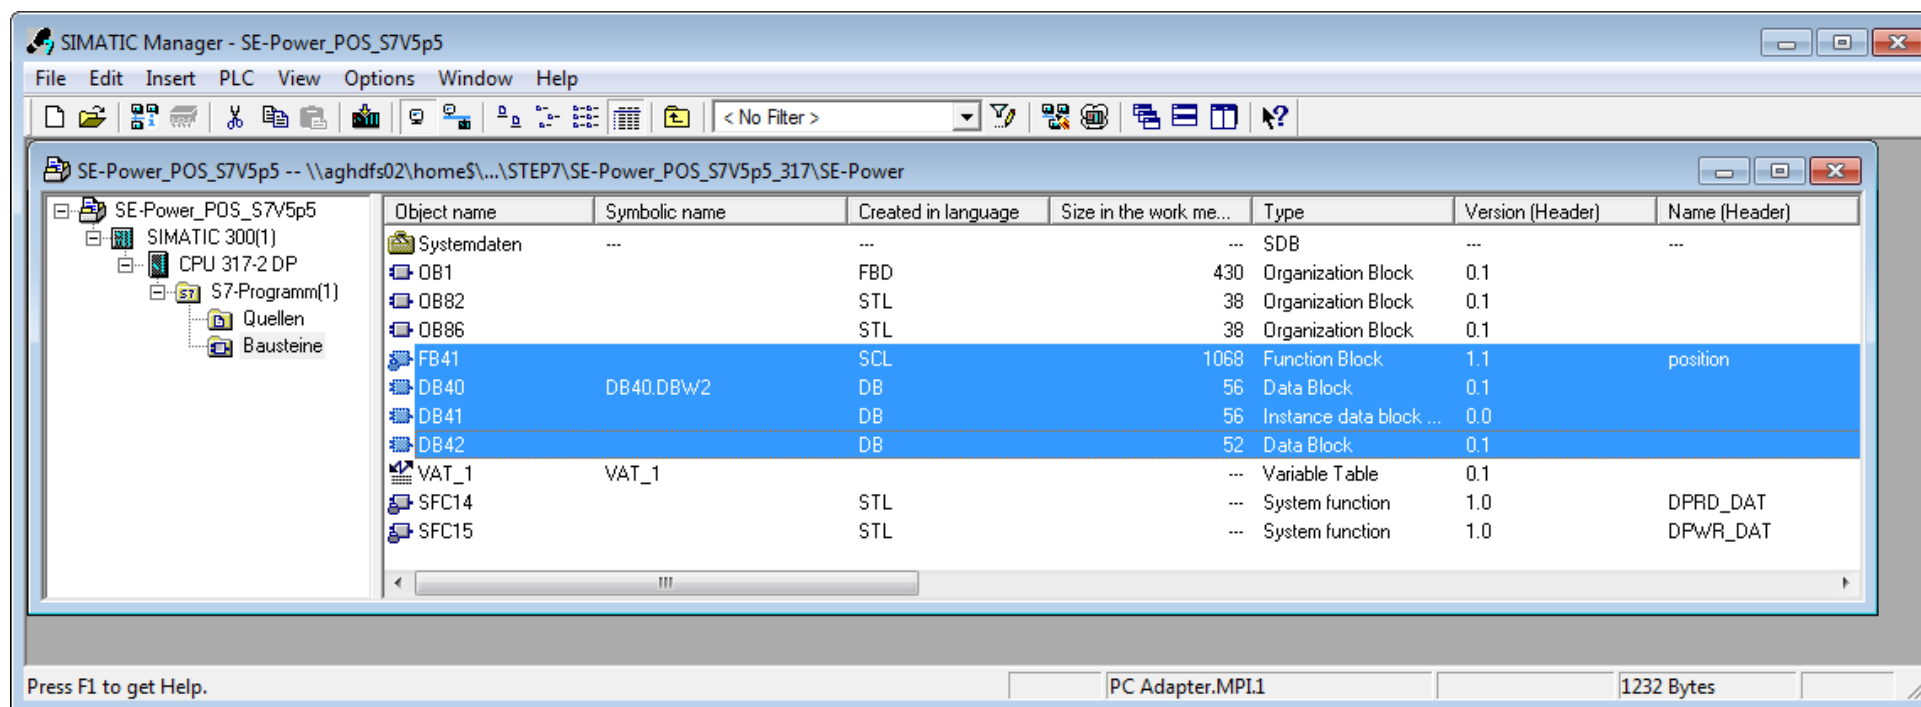 SIMATIC Manager - SE-Power_POS_S7V5p5
File Edit Insert PLC View Options Window Help
< No Filter >
SE-Power_POS_S7V5p5 -- \\aghdfs02\home$\...\STEP7\SE-Power_POS_S7V5p5_317\SE-Power
SE-Power_POS_S7V5p5
SIMATIC 300(1)
CPU 317-2 DP
S7-Programm(1)
Quellen
Bausteine
Object name Symbolic name Created in language Size in the work me... Type Version (Header) Name (Header)
Systemdaten --- --- --- SDB --- ---
OB1 FBD 430 Organization Block 0.1
OB82 STL 38 Organization Block 0.1
OB86 STL 38 Organization Block 0.1
FB41 SCL 1068 Function Block 1.1 position
DB40 DB40.DBW2 DB 56 Data Block 0.1
DB41 DB 56 Instance data block ... 0.0
DB42 DB 52 Data Block 0.1
VAT_1 VAT_1 --- Variable Table 0.1
SFC14 STL --- System function 1.0 DPRD_DAT
SFC15 STL --- System function 1.0 DPWR_DAT
Press F1 to get Help. PC Adapter.MPI.1 1232 Bytes